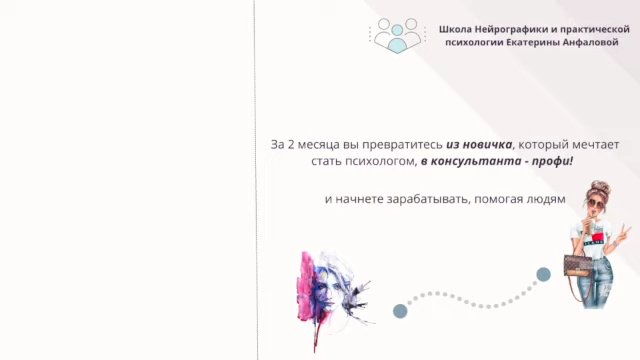 Школа Нейрографики и практической
психологии Екатерины Анфаловой
За 2 месяца вы превратитесь из новичка, который мечтает
стать психологом, в консультанта - профи!
и начнете зарабатывать, помогая людям